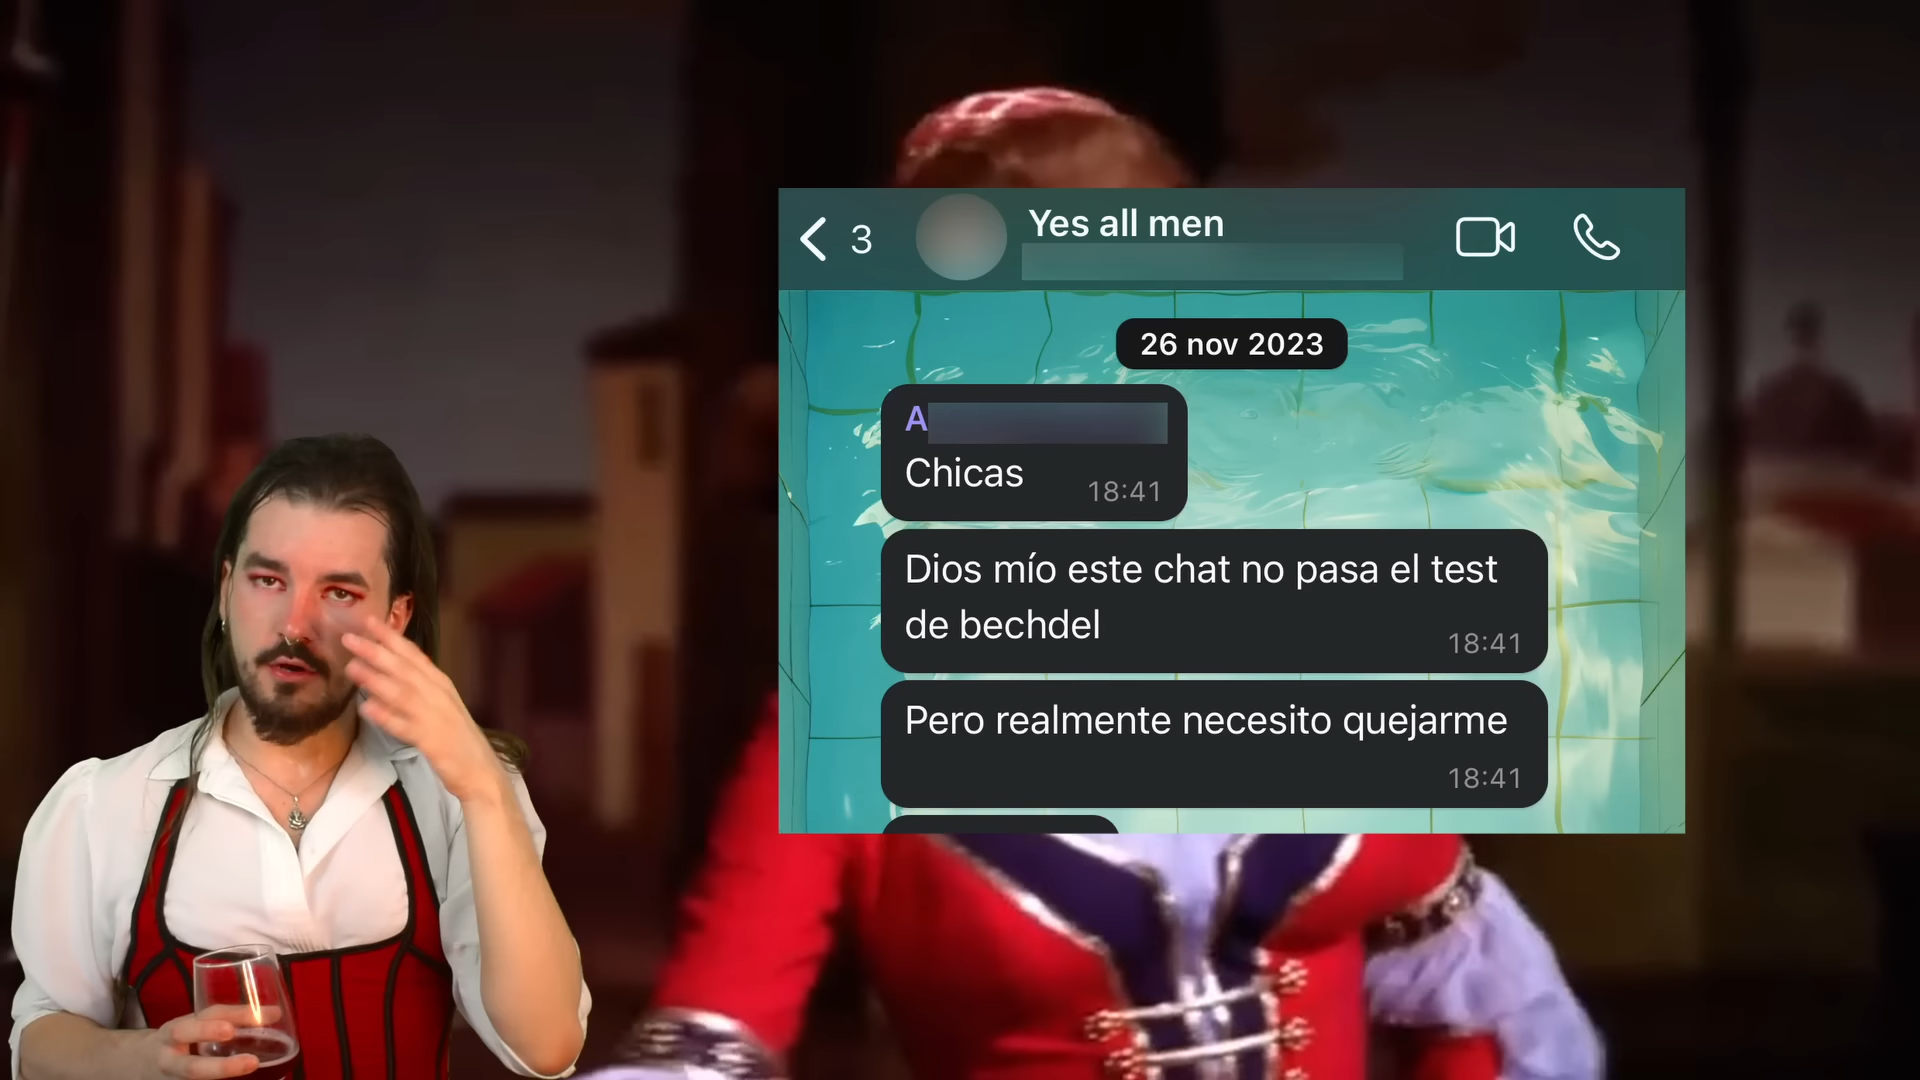 3
Yes all men
26 nov 2023
A
Chicas
18:41
Dios mío este chat no pasa el test
de bechdel
18:41
Pero realmente necesito quejarme
18:41